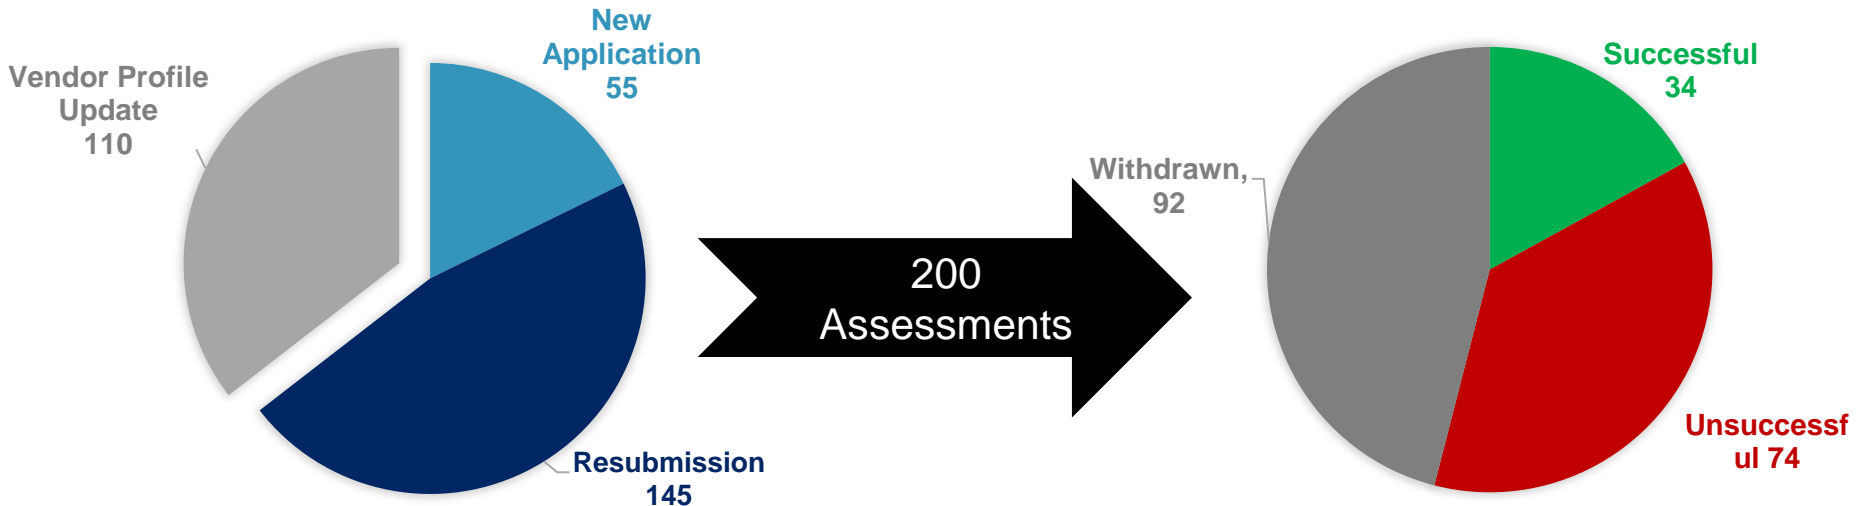 New
Application
55
Vendor Profile
Update
110
Resubmission
145
200
Assessments
Successful
34
Withdrawn,
92
Unsuccessf
ul 74